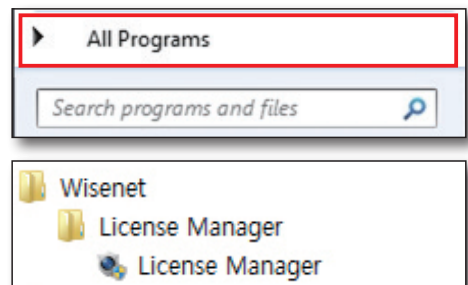 All Programs
Search programs and files
Wisenet
License Manager
License Manager